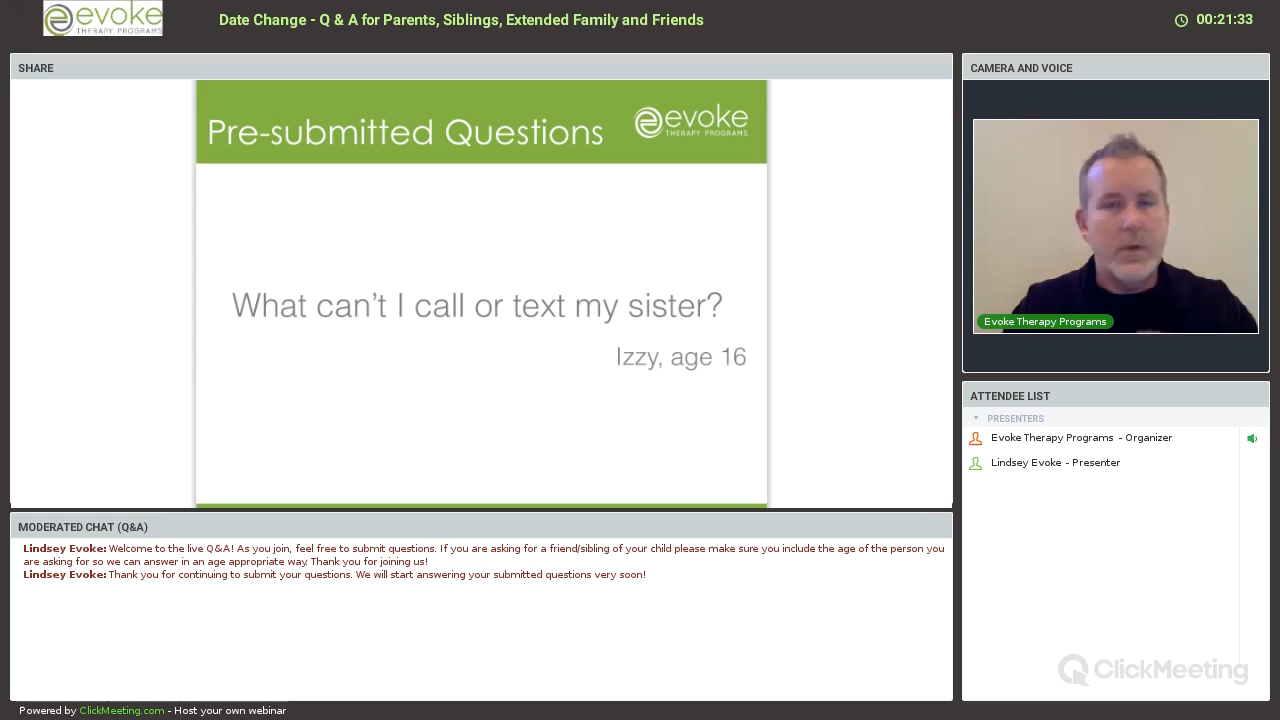 evoke
THERAPY PROGRAMS
Date Change - Q & A for Parents, Siblings, Extended Family and Friends
00:21:33
SHARE
Pre-submitted Questions
evoke
THERAPY PROGRAMS
What can't I call or text my sister?
Izzy, age 16
CAMERA AND VOICE
Evoke Therapy Programs
ATTENDEE LIST
PRESENTERS
Evoke Therapy Programs - Organizer
Lindsey Evoke - Presenter
MODERATED CHAT (Q&A)
Lindsey Evoke: Welcome to the live Q&A! As you join, feel free to submit questions. If you are asking for a friend/sibling of your child please make sure you include the age of the person you
are asking for so we can answer in an age appropriate way. Thank you for joining us!
Lindsey Evoke: Thank you for continuing to submit your questions. We will start answering your submitted questions very soon!
ClickMeeting
Powered by ClickMeeting.com - Host your own webinar